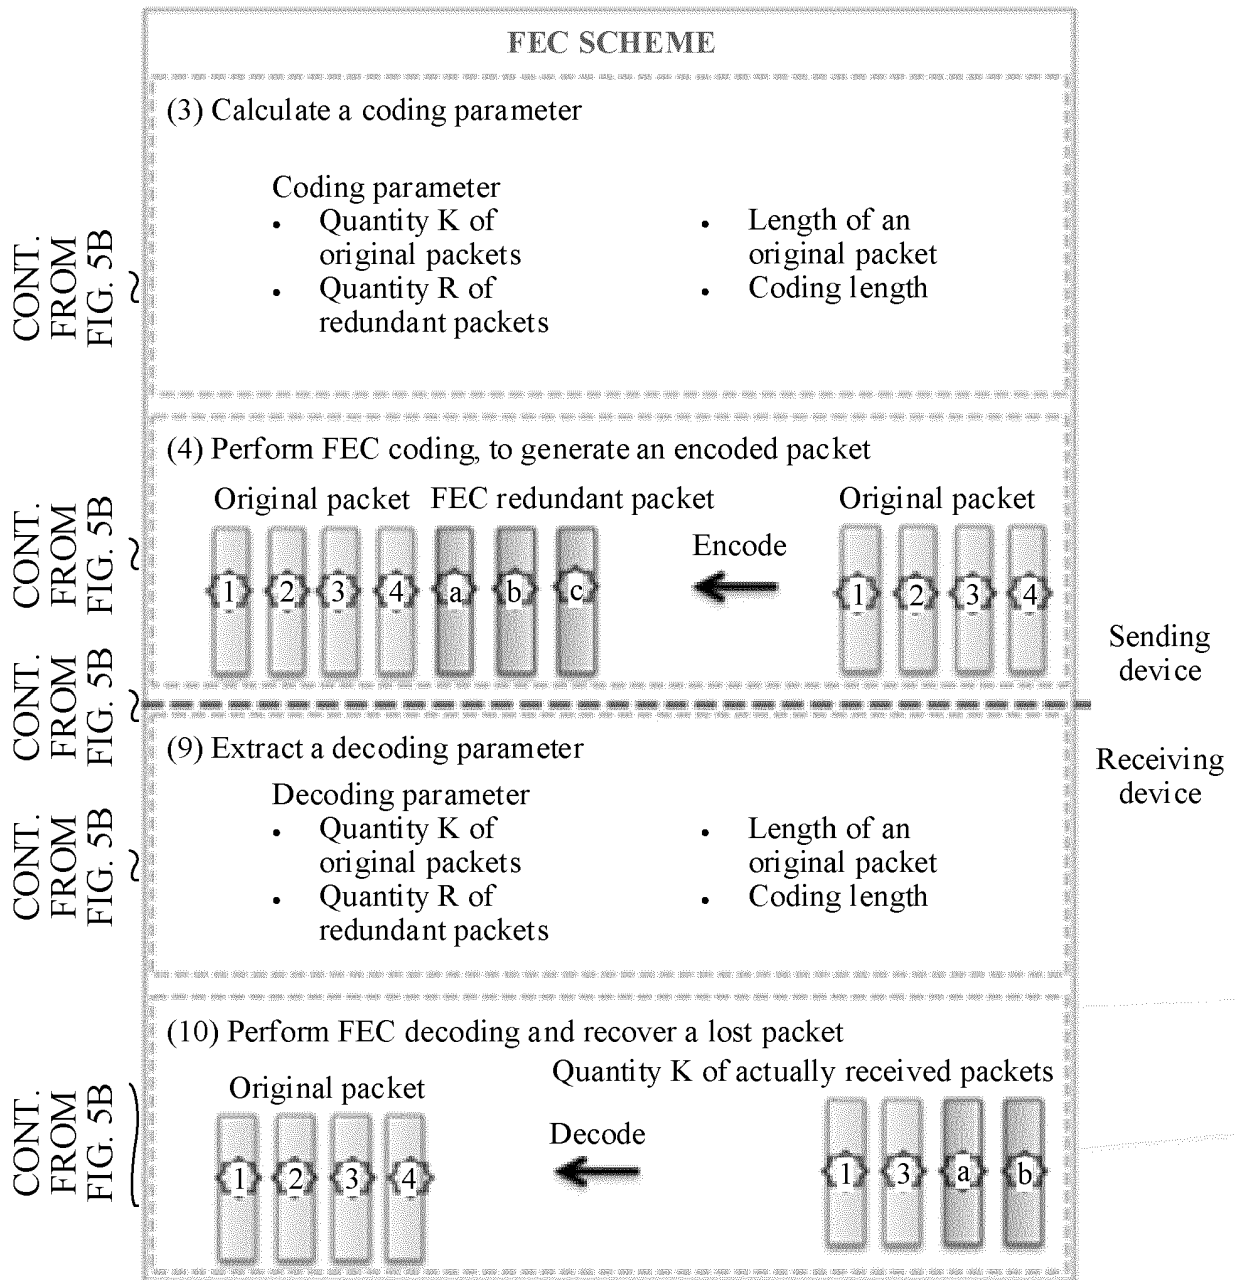 FEC SCHEME
(3) Calculate a coding parameter
Coding parameter
• Quantity K of
original packets
• Quantity R of
redundant packets
• Length of an
original packet
• Coding length
CONT.
FROM
FIG. 5B
(4) Perform FEC coding, to generate an encoded packet
Original packet
FEC redundant packet
Original packet
1 2 3 4 a b c
Encode
1 2 3 4
CONT.
FROM
FIG. 5B
Sending
device
CONT.
FROM
FIG. 5B
Receiving
device
(9) Extract a decoding parameter
Decoding parameter
• Quantity K of
original packets
• Quantity R of
redundant packets
• Length of an
original packet
• Coding length
CONT.
FROM
FIG. 5B
(10) Perform FEC decoding and recover a lost packet
Original packet
Quantity K of actually received packets
1 2 3 4
Decode
1 3 a b
CONT.
FROM
FIG. 5B